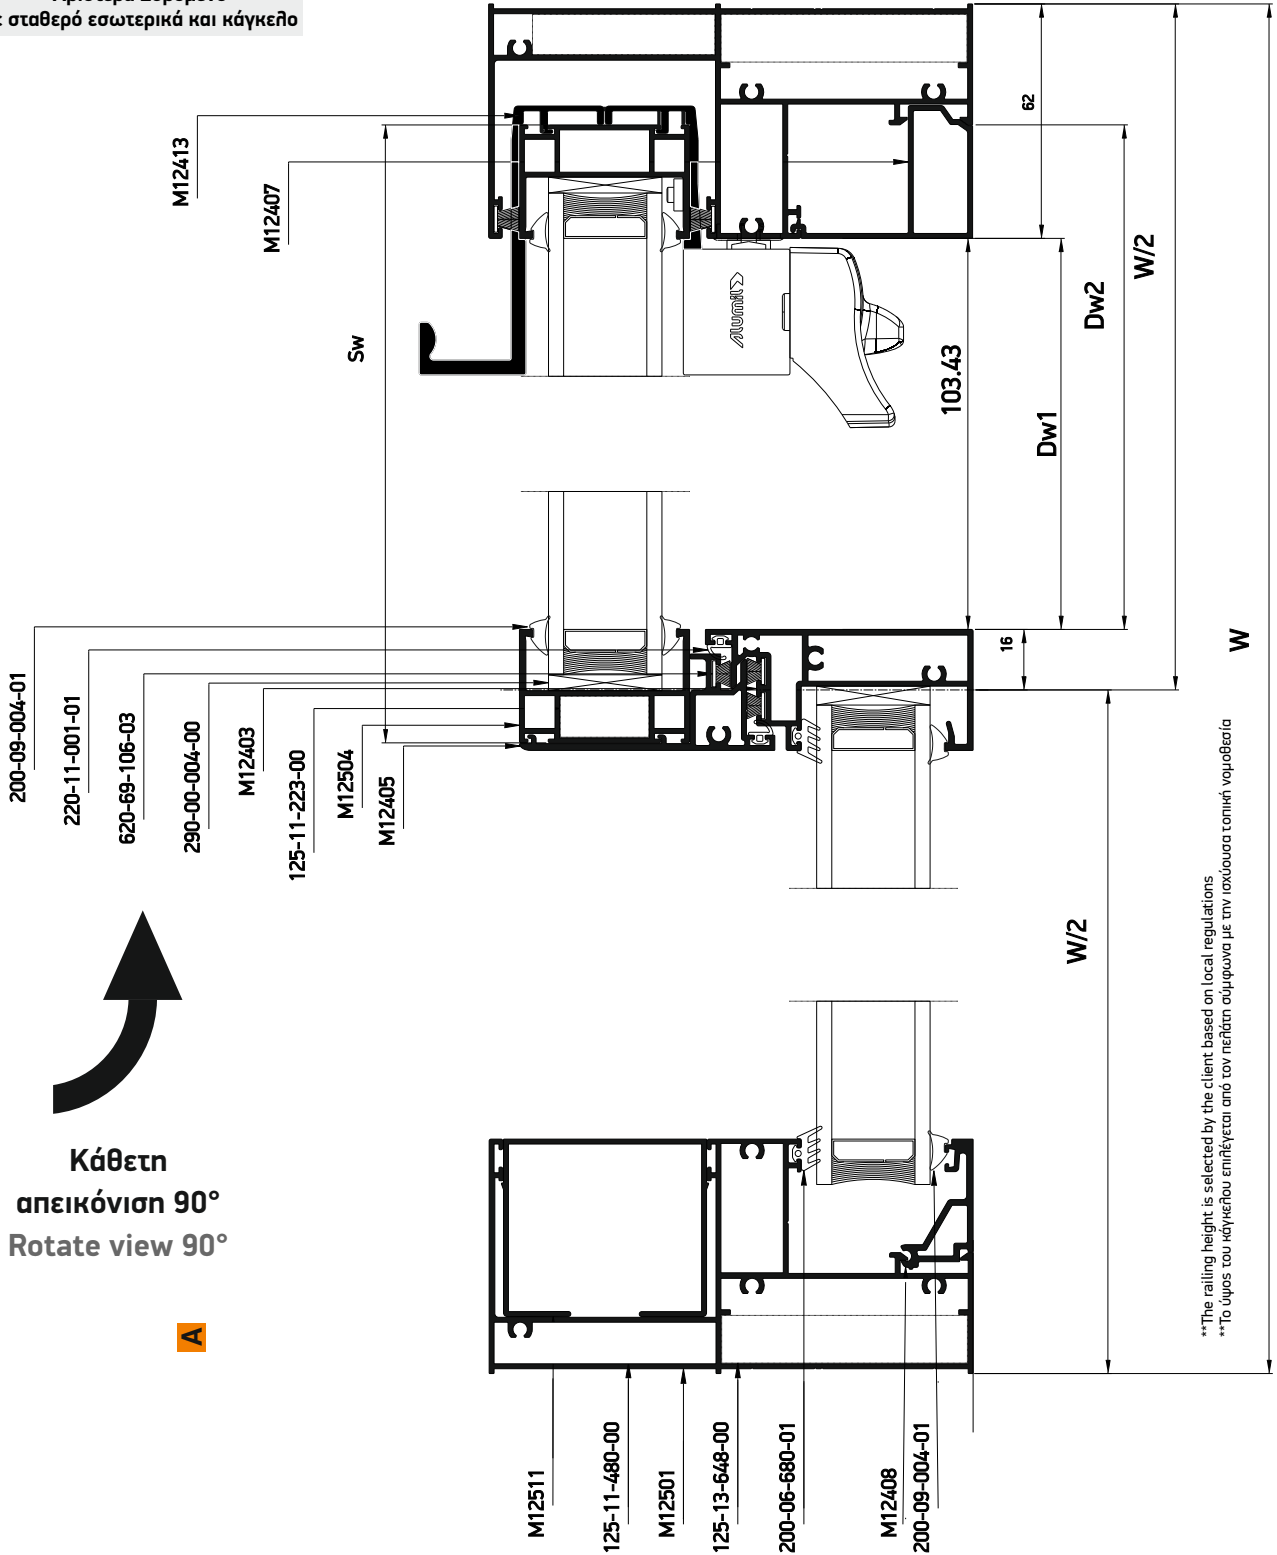 : σταθερό εσωτερικά και κάγκελο
M12413
M12407
Sw
62
W/2
Dw2
103.43
Dw1
16
W
Alumil
200-09-004-01
220-11-001-01
620-69-106-03
290-00-004-00
M12403
125-11-223-00
M12504
M12405
W/2
Κάθετη
απεικόνιση 90°
Rotate view 90°
A
**The railing height is selected by the client based on local regulations
**Το ύψος του κάγκελου επιλέγεται από τον πελάτη σύμφωνα με την ισχύουσα τοπική νομοθεσία
M12511
125-11-480-00
M12501
125-13-648-00
200-06-680-01
M12408
200-09-004-01